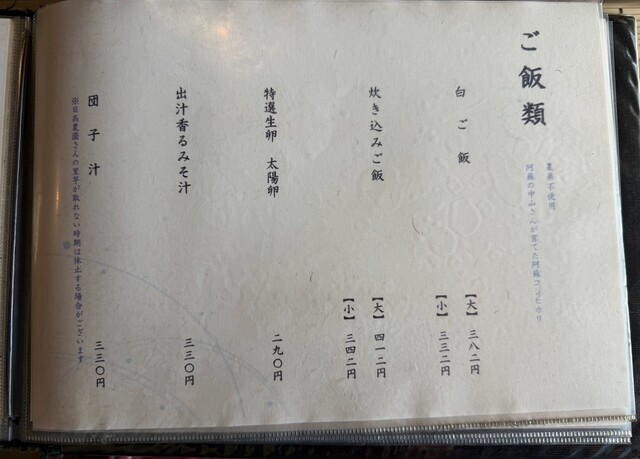 ご飯類
農薬不使用
阿蘇の中山さんが育てた阿蘇コシヒカリ
白ご飯
【大】 三八二円
【小】 三三二円
炊き込みご飯
【大】 四一二円
【小】 三四二円
特選生卵 太陽卵
二九〇円
出汁香るみそ汁
三三〇円
団子汁
※日高農園さんの里芋が取れない時期は休止する場合がございます
三三〇円